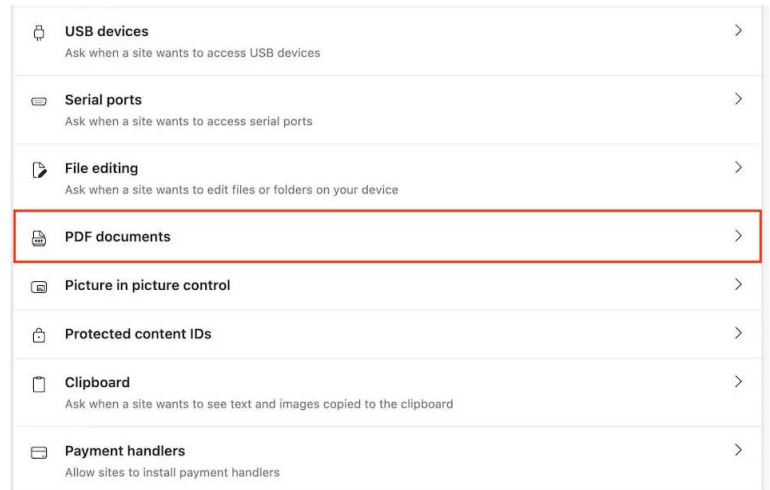 USB devices
Ask when a site wants to access USB devices
Serial ports
Ask when a site wants to access serial ports
File editing
Ask when a site wants to edit files or folders on your device
PDF documents
Picture in picture control
Protected content IDs
Clipboard
Ask when a site wants to see text and images copied to the clipboard
Payment handlers
Allow sites to install payment handlers